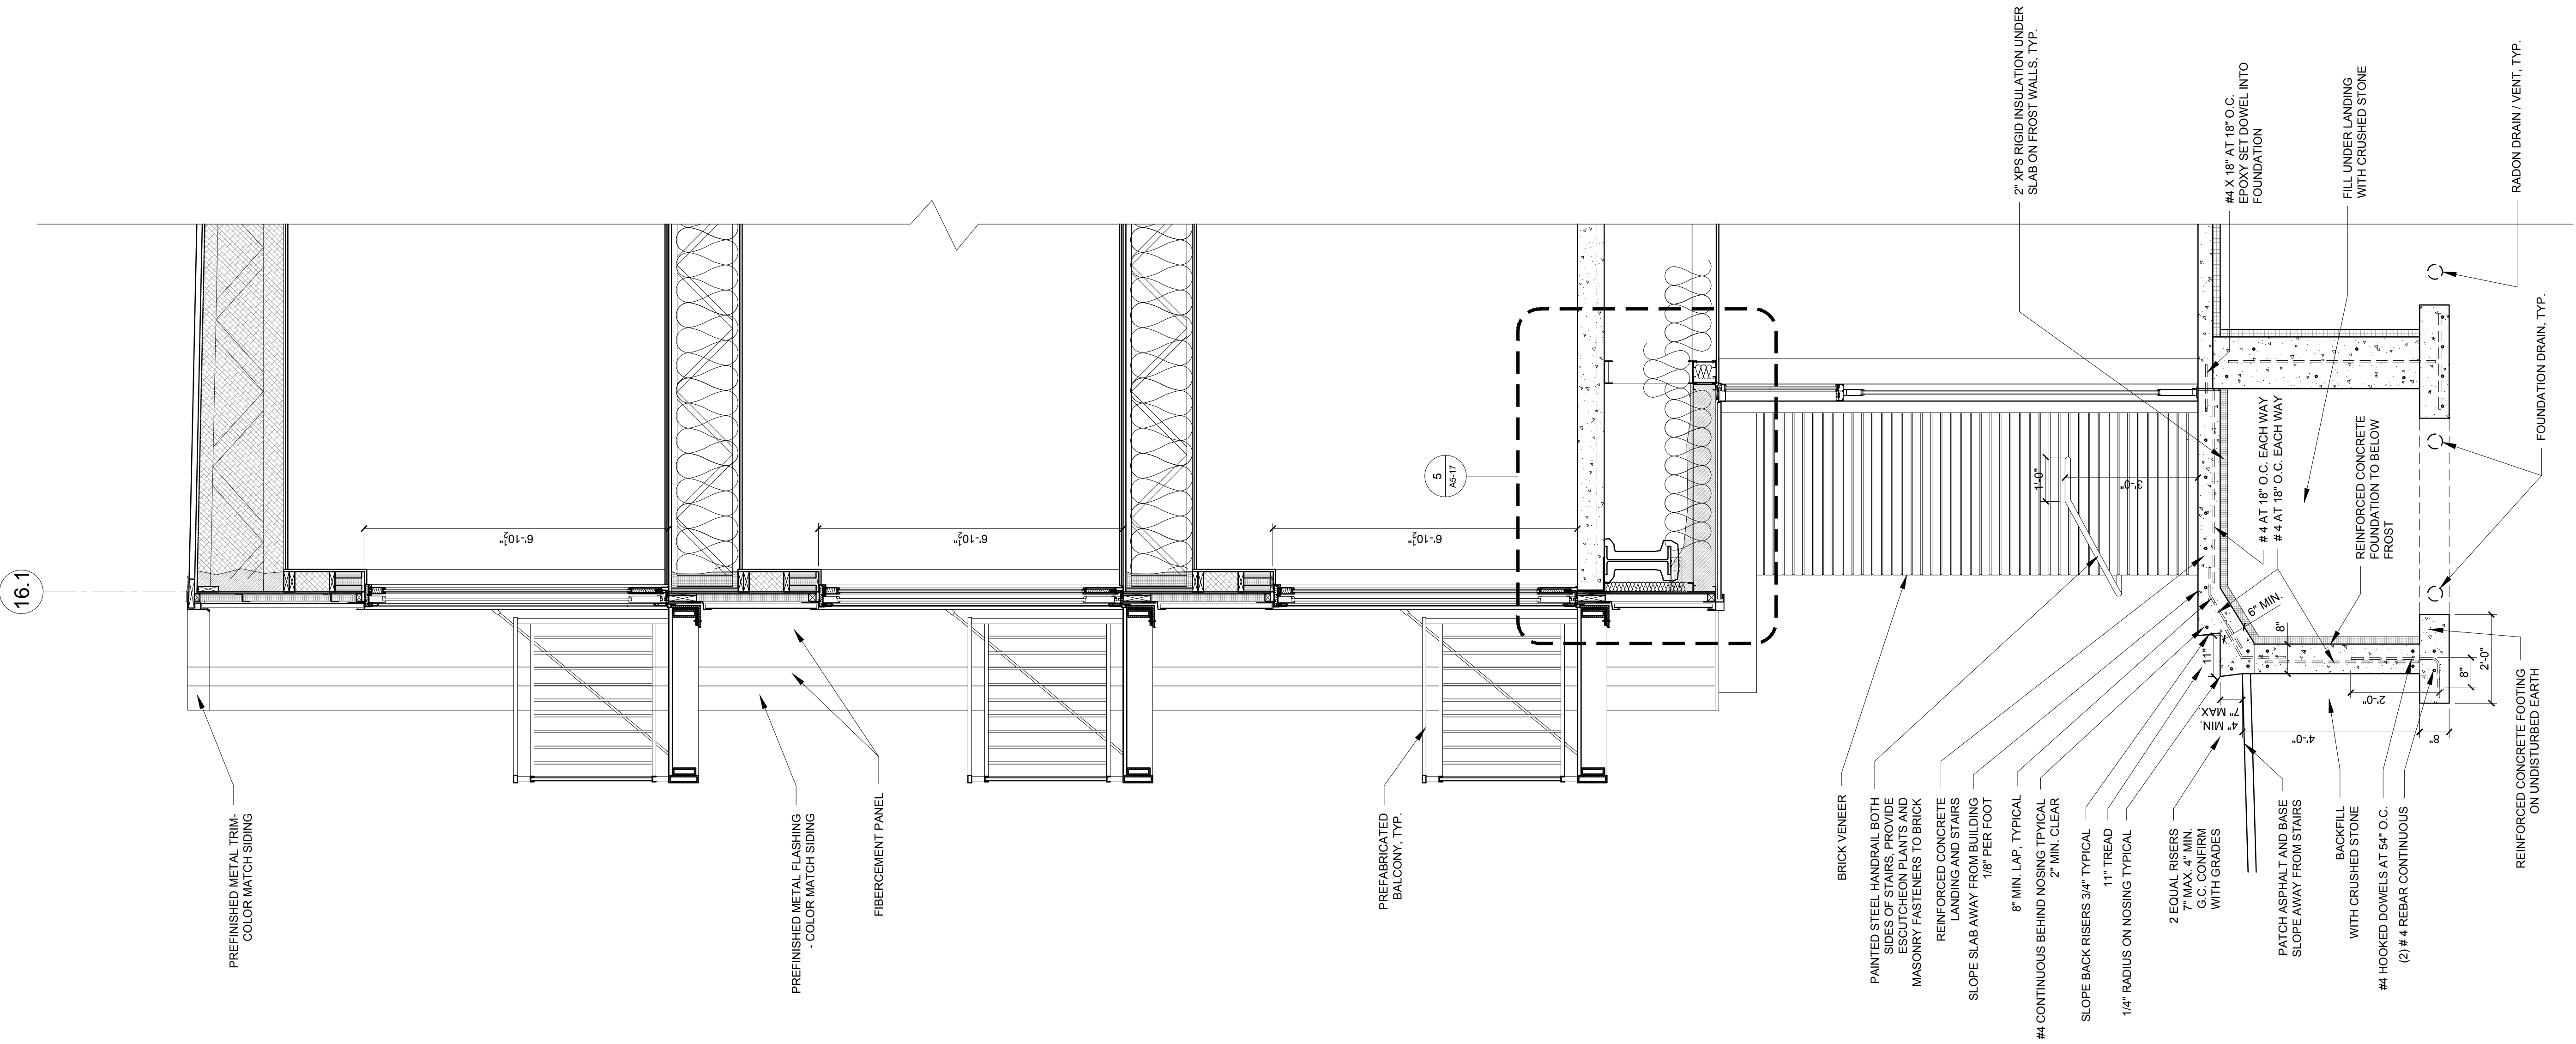 16.1
PREFINISHED METAL TRIM-
COLOR MATCH SIDING
6'-10½"
PREFINISHED METAL FLASHING
- COLOR MATCH SIDING
FIBERCEMENT PANEL
6'-10½"
PREFABRICATED
BALCONY, TYP.
6'-10½"
5
A5-17
BRICK VENEER
PAINTED STEEL HANDRAIL BOTH
SIDES OF STAIRS, PROVIDE
ESCUTCHEON PLANTS AND
MASONRY FASTENERS TO BRICK
REINFORCED CONCRETE
LANDING AND STAIRS
SLOPE SLAB AWAY FROM BUILDING
1/8" PER FOOT
8" MIN. LAP, TYPICAL
#4 CONTINUOUS BEHIND NOSING TPYICAL
2" MIN. CLEAR
SLOPE BACK RISERS 3/4" TYPICAL
11" TREAD
1/4" RADIUS ON NOSING TYPICAL
2 EQUAL RISERS
7" MAX. 4" MIN.
G.C. CONFIRM
WITH GRADES
PATCH ASPHALT AND BASE
SLOPE AWAY FROM STAIRS
BACKFILL
WITH CRUSHED STONE
#4 HOOKED DOWELS AT 54" O.C.
(2) # 4 REBAR CONTINUOUS
REINFORCED CONCRETE FOOTING
ON UNDISTURBED EARTH
1'-0"
3'-0"
11"
6" MIN.
8"
4" MIN.
7" MAX.
4'-0"
2'-0"
8"
8"
2'-0"
2" XPS RIGID INSULATION UNDER
SLAB ON FROST WALLS, TYP.
#4 X 18" AT 18" O.C.
EPOXY SET DOWEL INTO
FOUNDATION
# 4 AT 18" O.C. EACH WAY
# 4 AT 18" O.C. EACH WAY
FILL UNDER LANDING
WITH CRUSHED STONE
REINFORCED CONCRETE
FOUNDATION TO BELOW
FROST
RADON DRAIN / VENT, TYP.
FOUNDATION DRAIN, TYP.